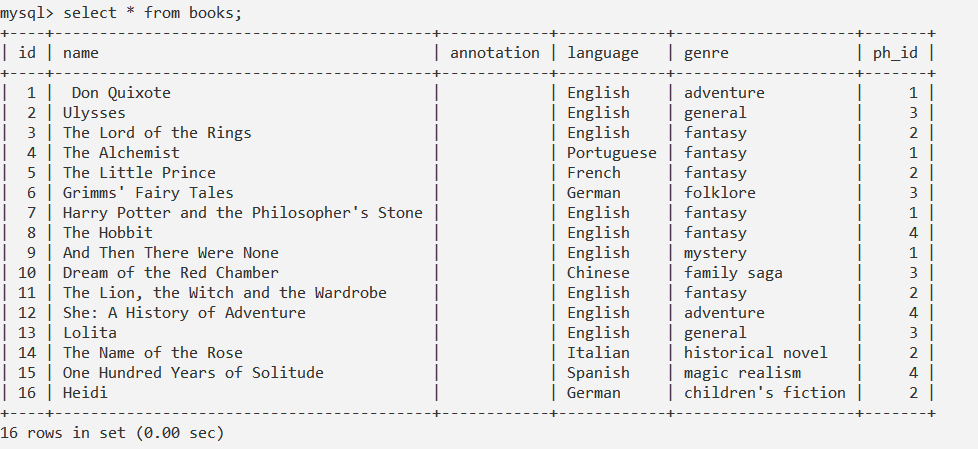 mysql> select * from books;
+----+------------------------------------------+------------+------------+--------------------+-------+
| id | name                                     | annotation | language   | genre              | ph_id |
+----+------------------------------------------+------------+------------+--------------------+-------+
|  1 |  Don Quixote                             |            | English    | adventure          |     1 |
|  2 | Ulysses                                  |            | English    | general            |     3 |
|  3 | The Lord of the Rings                    |            | English    | fantasy            |     2 |
|  4 | The Alchemist                            |            | Portuguese | fantasy            |     1 |
|  5 | The Little Prince                        |            | French     | fantasy            |     2 |
|  6 | Grimms' Fairy Tales                      |            | German     | folklore           |     3 |
|  7 | Harry Potter and the Philosopher's Stone |            | English    | fantasy            |     1 |
|  8 | The Hobbit                               |            | English    | fantasy            |     4 |
|  9 | And Then There Were None                 |            | English    | mystery            |     1 |
| 10 | Dream of the Red Chamber                 |            | Chinese    | family saga        |     3 |
| 11 | The Lion, the Witch and the Wardrobe     |            | English    | fantasy            |     2 |
| 12 | She: A History of Adventure              |            | English    | adventure          |     4 |
| 13 | Lolita                                   |            | English    | general            |     3 |
| 14 | The Name of the Rose                     |            | Italian    | historical novel   |     2 |
| 15 | One Hundred Years of Solitude            |            | Spanish    | magic realism      |     4 |
| 16 | Heidi                                    |            | German     | children's fiction |     2 |
+----+------------------------------------------+------------+------------+--------------------+-------+
16 rows in set (0.00 sec)